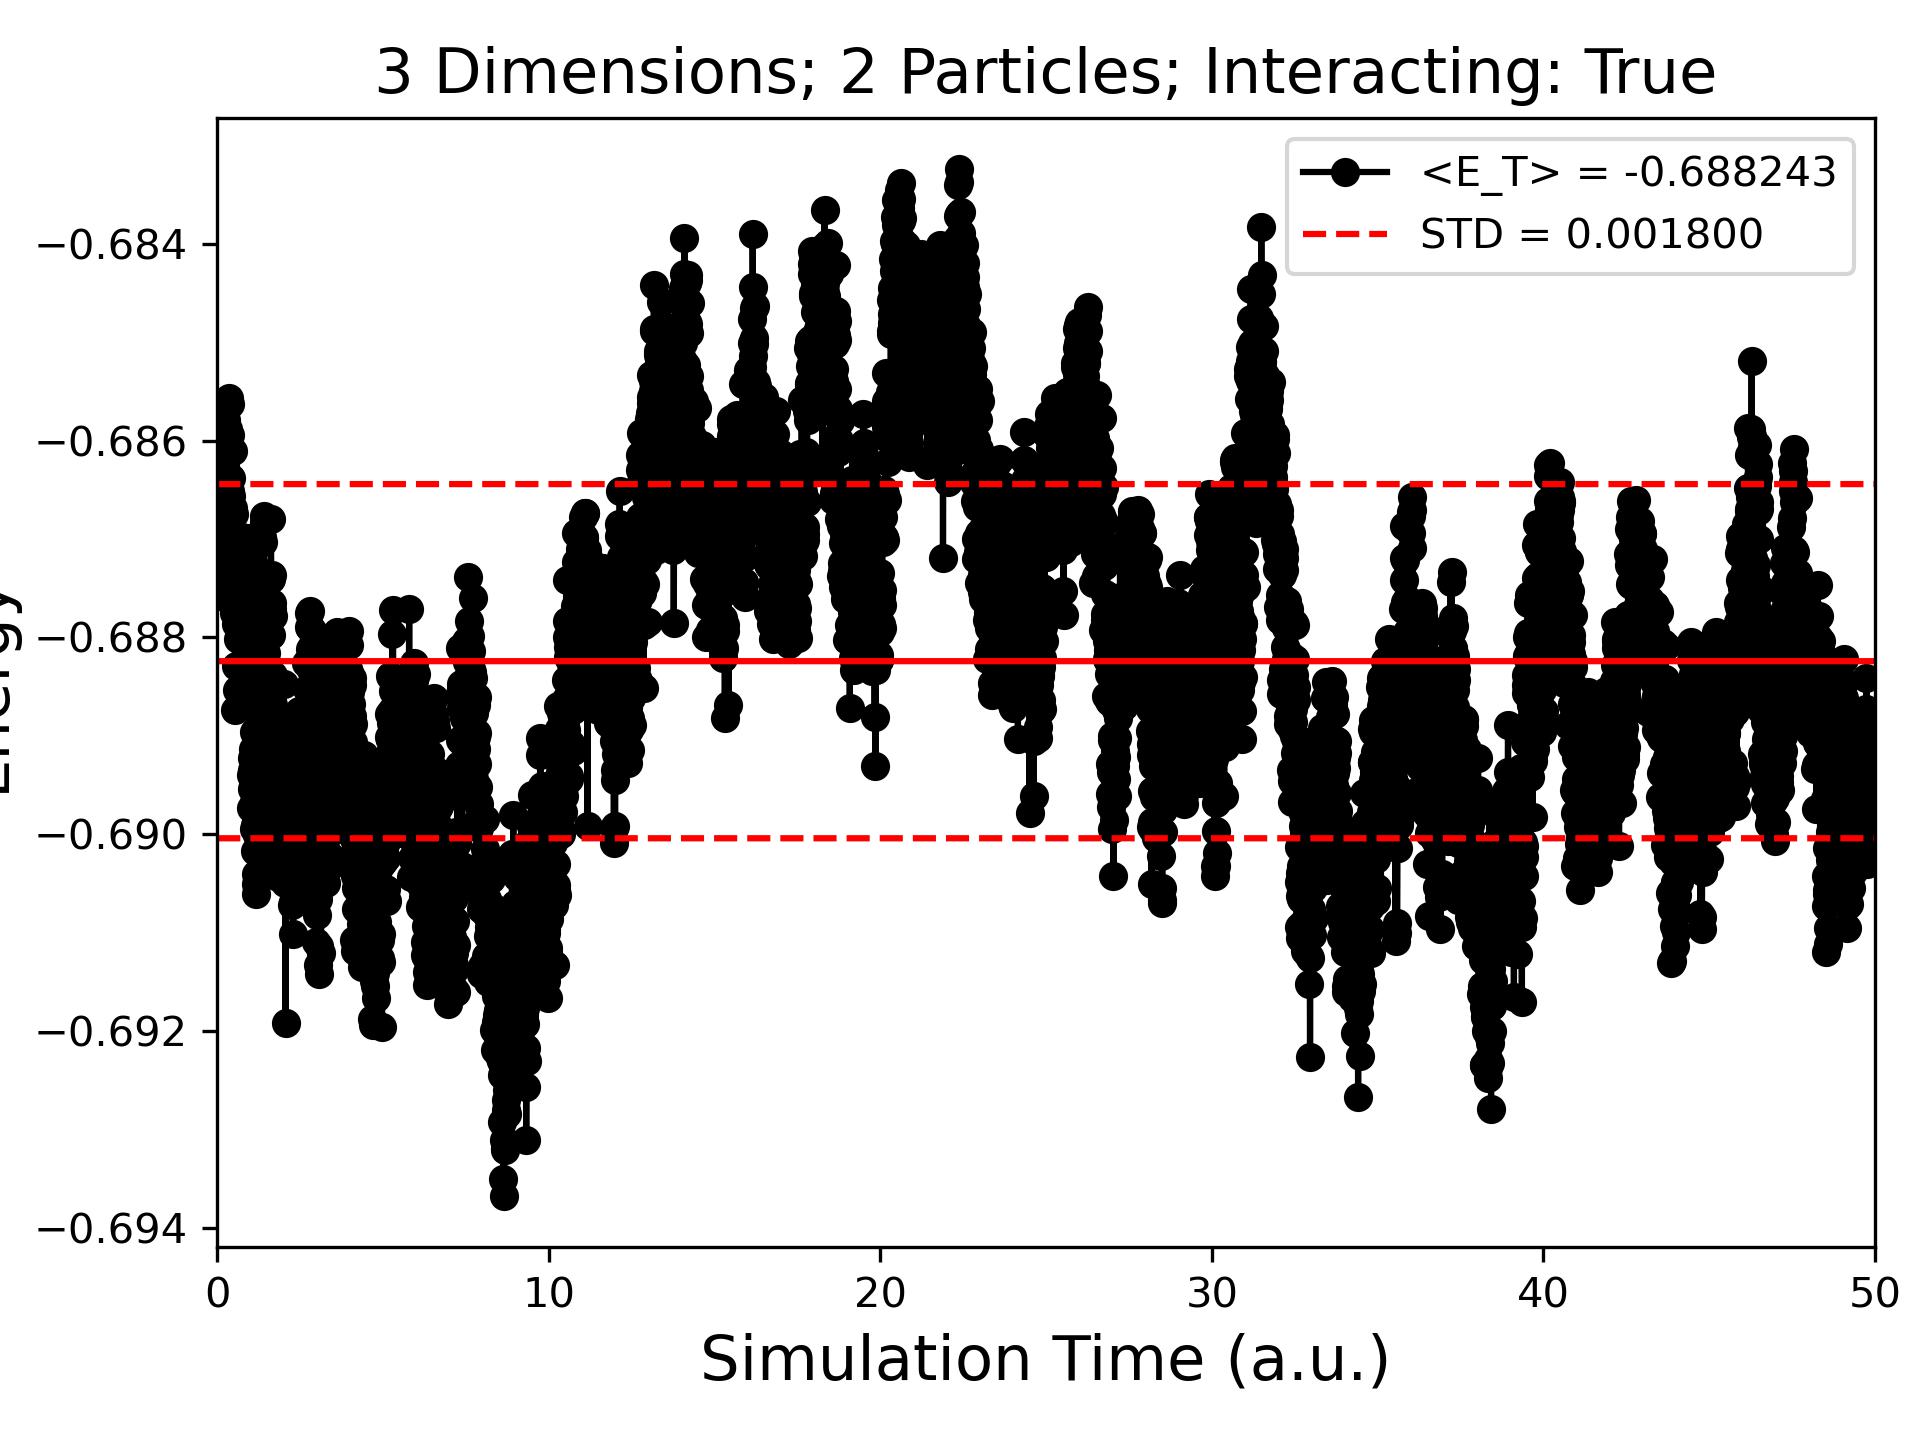 3 Dimensions; 2 Particles; Interacting: True
<E_T> = -0.688243
STD = 0.001800
−0.684
−0.686
−0.688
−0.690
−0.692
−0.694
Energy
0 10 20 30 40 50
Simulation Time (a.u.)